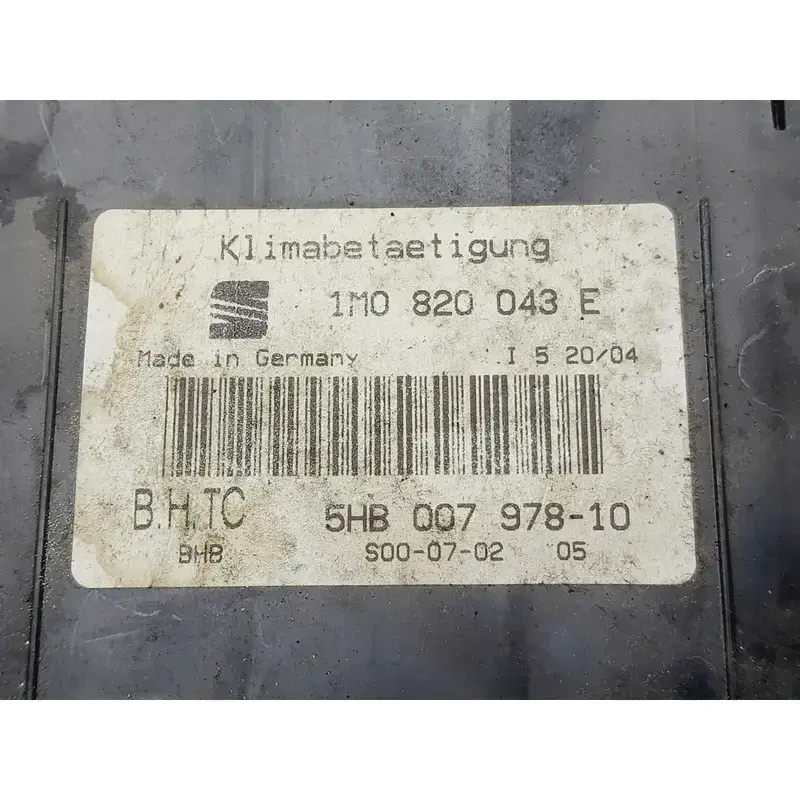 Klimabetaetigung
1M0 820 043 E
Made in Germany ..I 5 20/04
B.H.TC 5HB 007 978-10
BHB S00-07-02 05